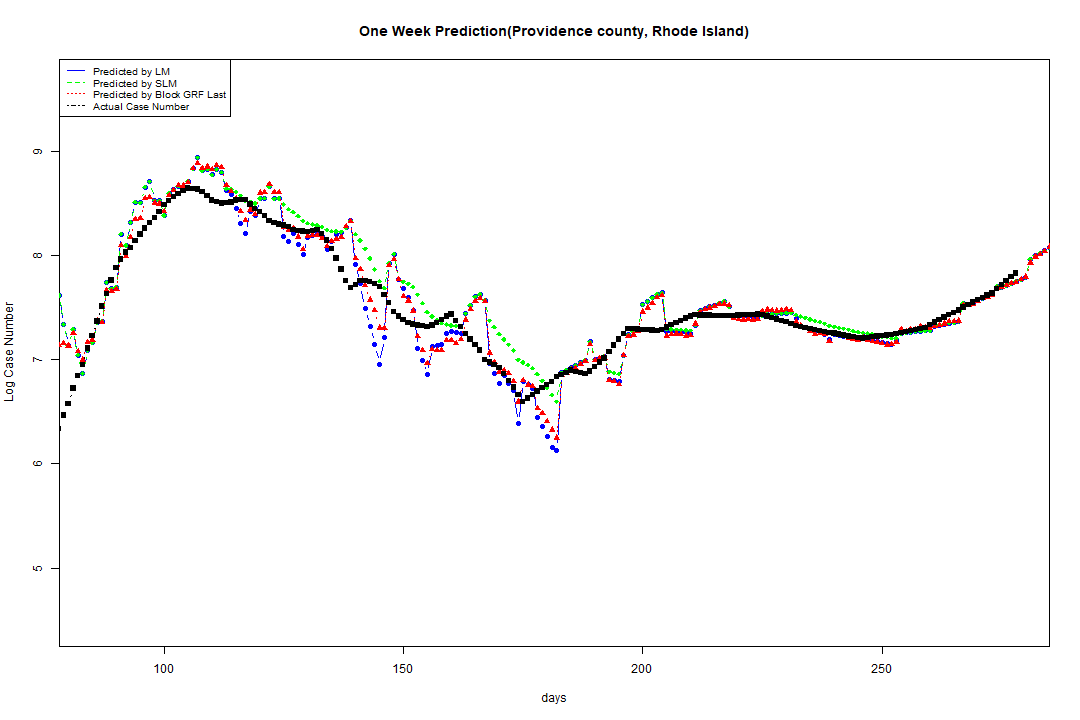 One Week Prediction(Providence county, Rhode Island)
Predicted by LM
Predicted by SLM
Predicted by Block GRF Last
Actual Case Number
Log Case Number
9
8
7
6
5
100 150 200 250
days